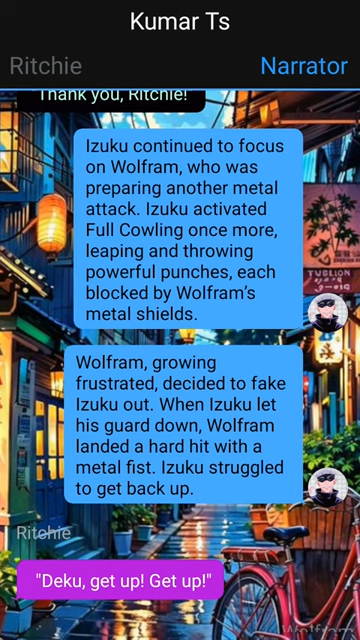 Kumar Ts
Ritchie
Narrator
Thank you, Ritchie!
Izuku continued to focus
on Wolfram, who was
preparing another metal
attack. Izuku activated
Full Cowling once more,
leaping and throwing
powerful punches, each
blocked by Wolfram's
metal shields.
Wolfram, growing
frustrated, decided to fake
Izuku out. When Izuku let
his guard down, Wolfram
landed a hard hit with a
metal fist. Izuku struggled
to get back up.
Ritchie
"Deku, get up! Get up!"
Wolfram